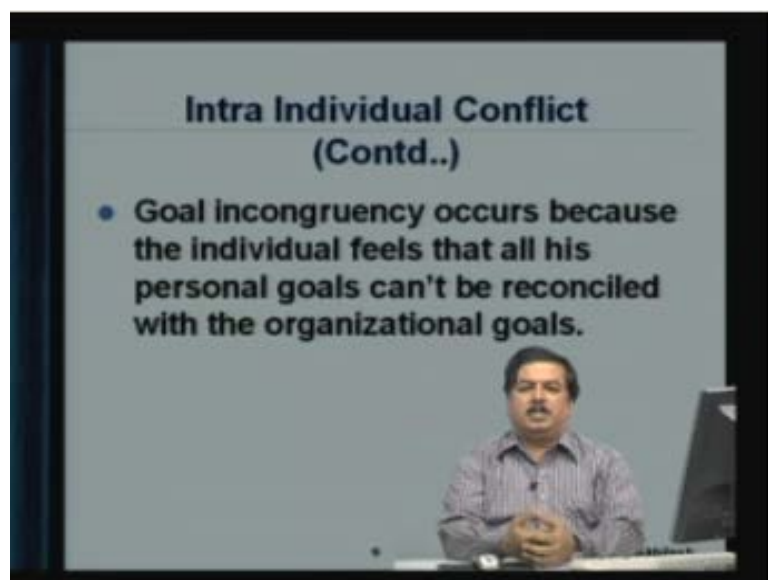 Intra Individual Conflict
(Contd..)
Goal incongruency occurs because
the individual feels that all his
personal goals can't be reconciled
with the organizational goals.